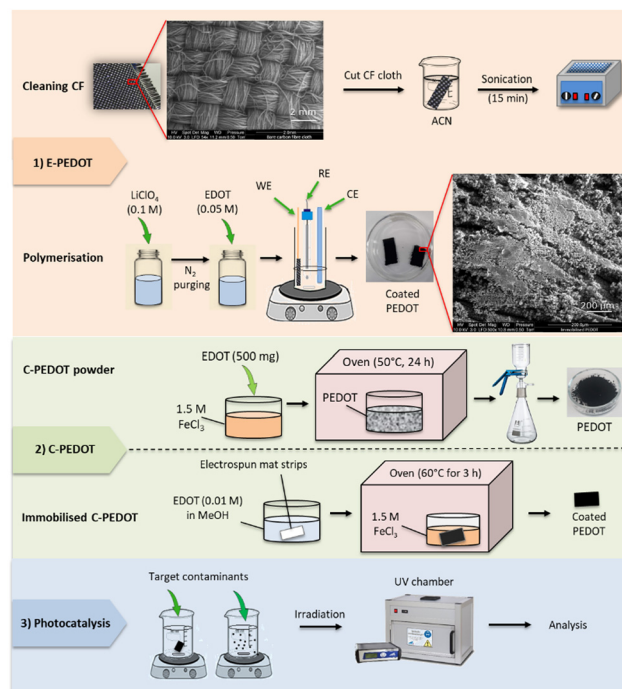 Cleaning CF
2 mm
Cut CF cloth
ACN
Sonication
(15 min)
1) E-PEDOT
LiClO₄
(0.1 M)
EDOT
(0.05 M)
WE
RE
CE
Polymerisation
N₂
purging
Coated
PEDOT
200 µm
C-PEDOT powder
EDOT (500 mg)
1.5 M
FeCl₃
Oven (50°C, 24 h)
PEDOT
PEDOT
2) C-PEDOT
Electrospun mat strips
Immobilised C-PEDOT
EDOT (0.01 M)
in MeOH
Oven (60°C for 3 h)
1.5 M
FeCl₃
Coated
PEDOT
3) Photocatalysis
Target contaminants
Irradiation
UV chamber
Analysis